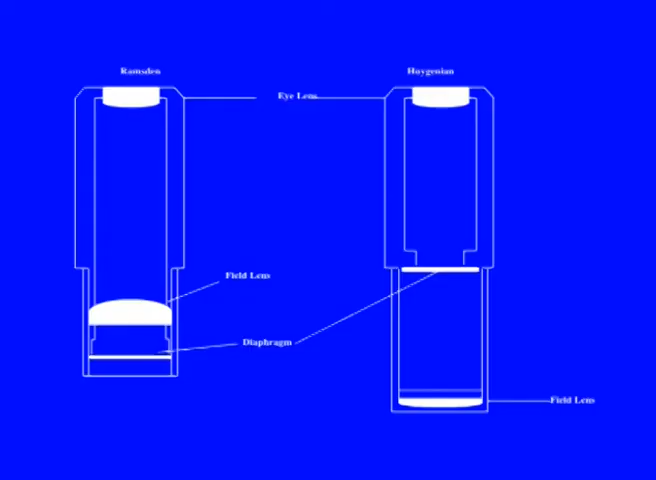 Ramsden
Huygenian
Eye Lens
Field Lens
Diaphragm
Field Lens